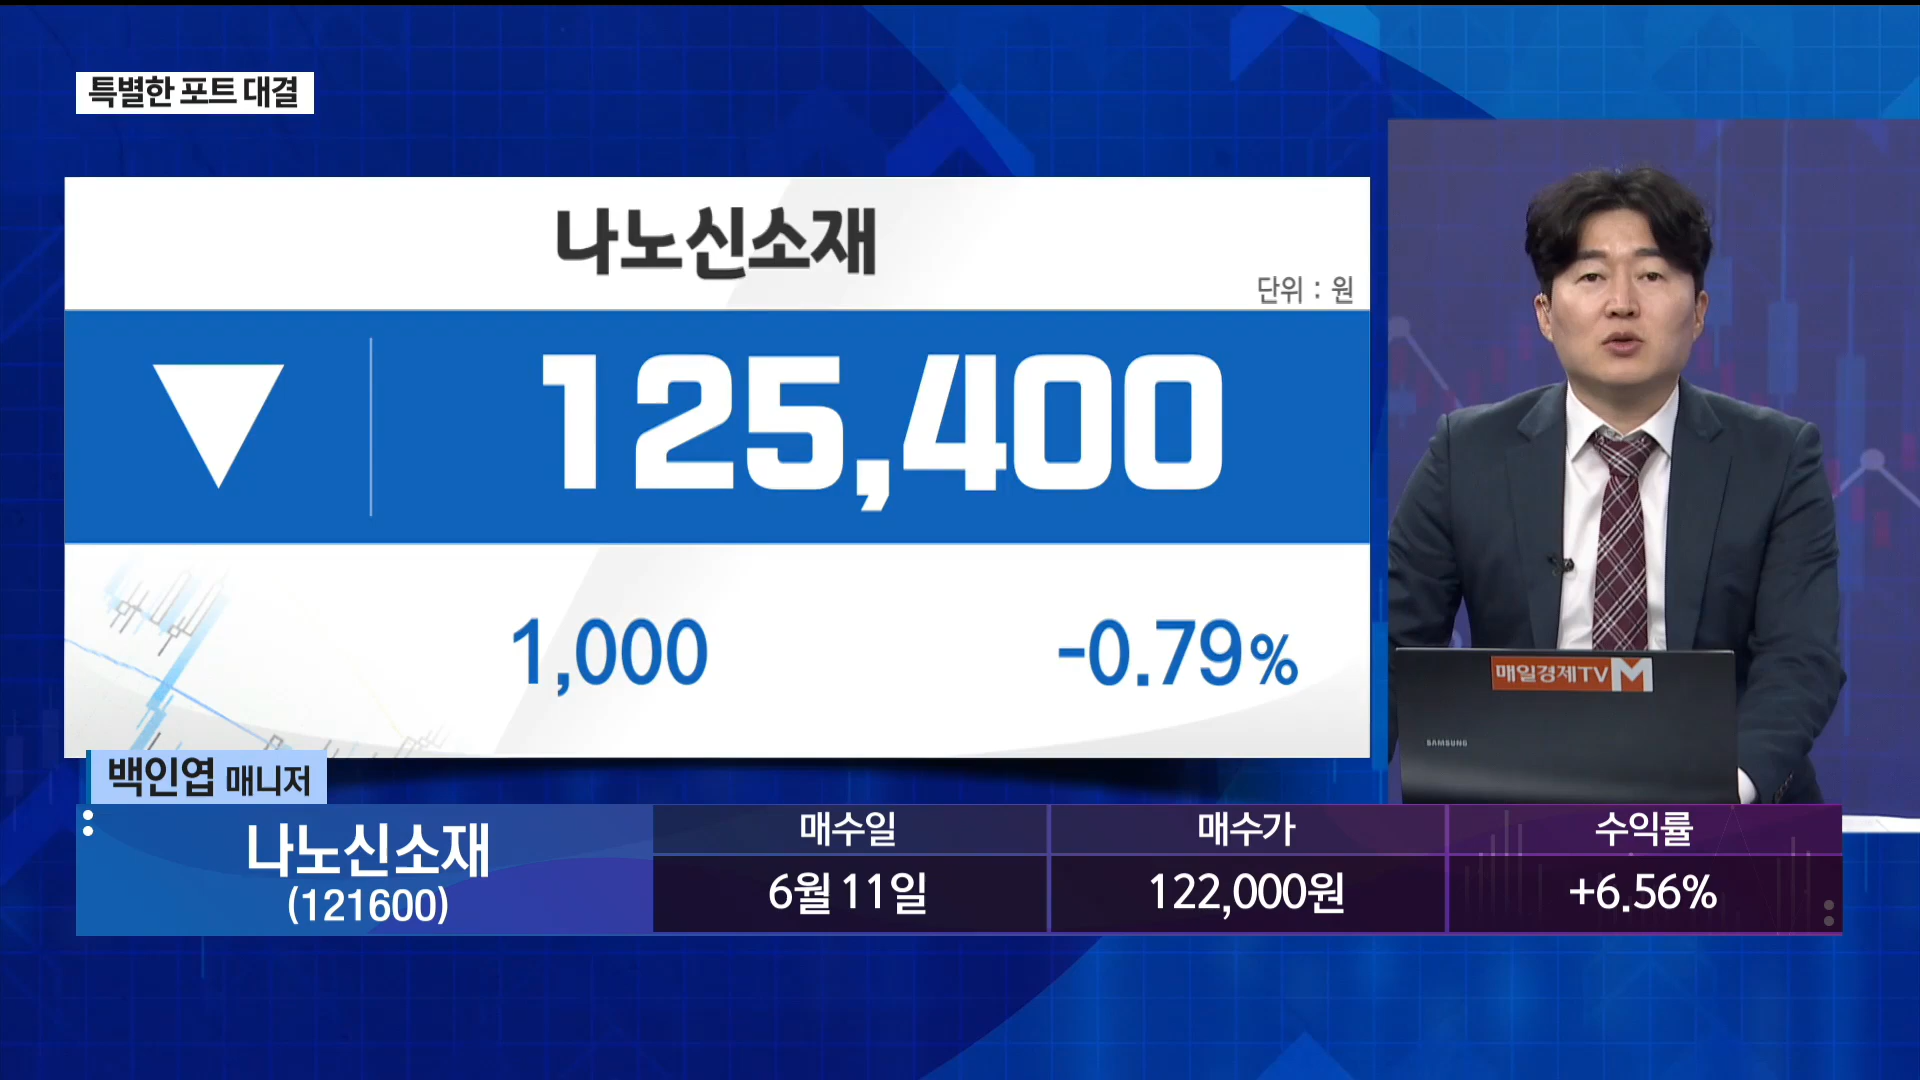 특별한 포트 대결
나노신소재
단위 : 원
▼ 125,400
1,000 -0.79%
매일경제TV M
SAMSUNG
백인엽 매니저
나노신소재
(121600)
매수일 매수가 수익률
6월 11일 122,000원 +6.56%